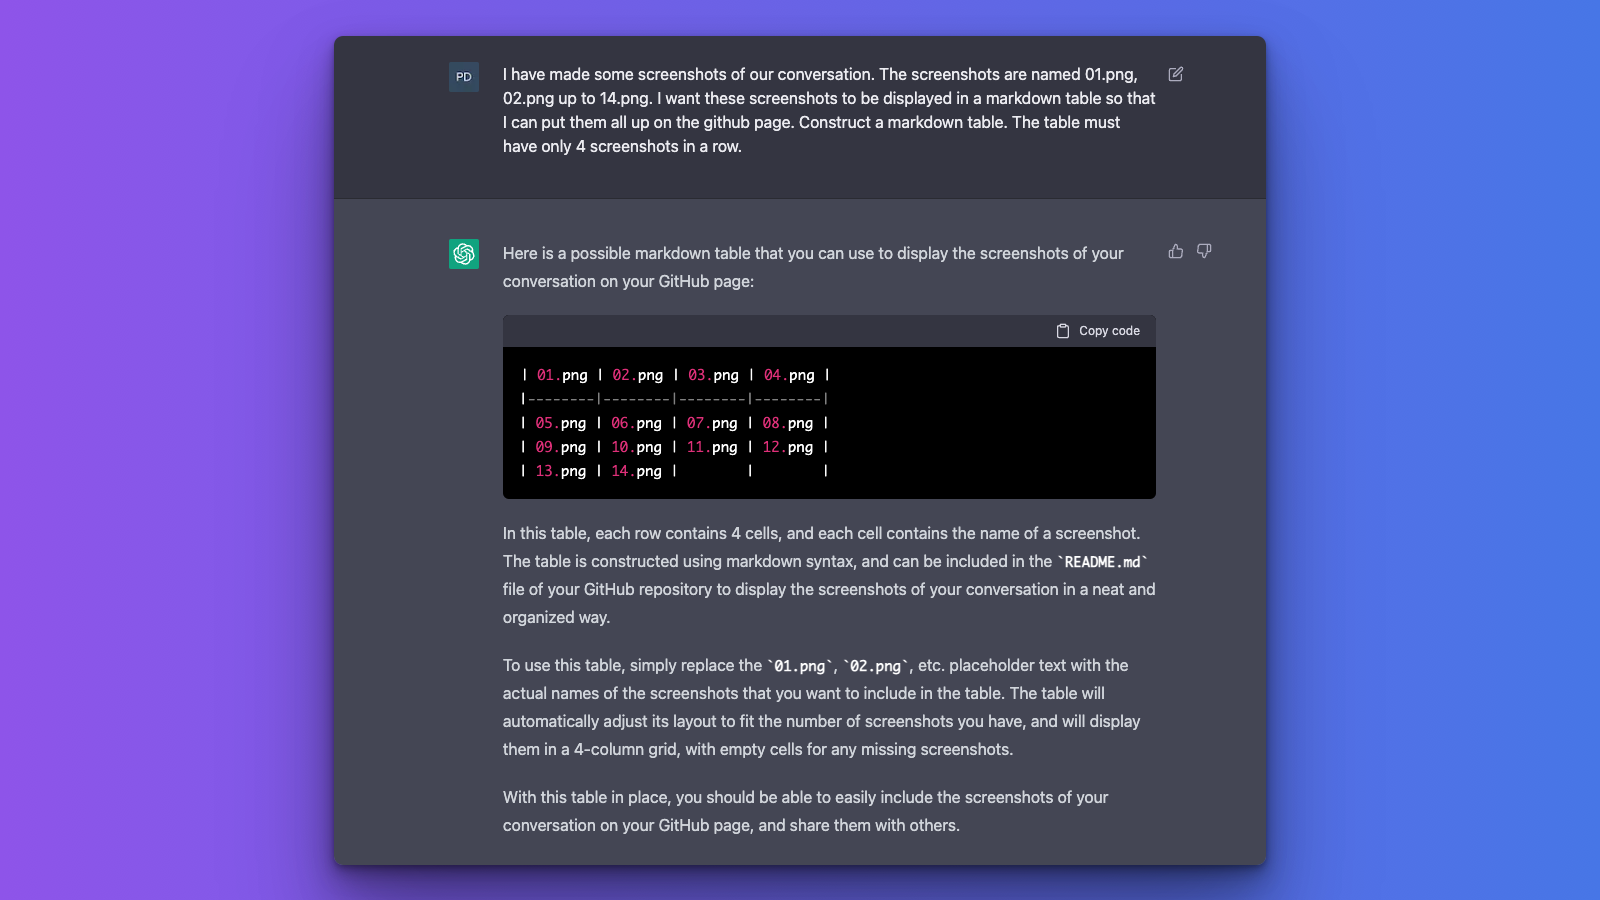 PD
I have made some screenshots of our conversation. The screenshots are named 01.png,
02.png up to 14.png. I want these screenshots to be displayed in a markdown table so that
I can put them all up on the github page. Construct a markdown table. The table must
have only 4 screenshots in a row.
Here is a possible markdown table that you can use to display the screenshots of your
conversation on your GitHub page:
Copy code
| 01.png | 02.png | 03.png | 04.png |
|--------|--------|--------|--------|
| 05.png | 06.png | 07.png | 08.png |
| 09.png | 10.png | 11.png | 12.png |
| 13.png | 14.png |        |        |
In this table, each row contains 4 cells, and each cell contains the name of a screenshot.
The table is constructed using markdown syntax, and can be included in the `README.md`
file of your GitHub repository to display the screenshots of your conversation in a neat and
organized way.
To use this table, simply replace the `01.png`, `02.png`, etc. placeholder text with the
actual names of the screenshots that you want to include in the table. The table will
automatically adjust its layout to fit the number of screenshots you have, and will display
them in a 4-column grid, with empty cells for any missing screenshots.
With this table in place, you should be able to easily include the screenshots of your
conversation on your GitHub page, and share them with others.